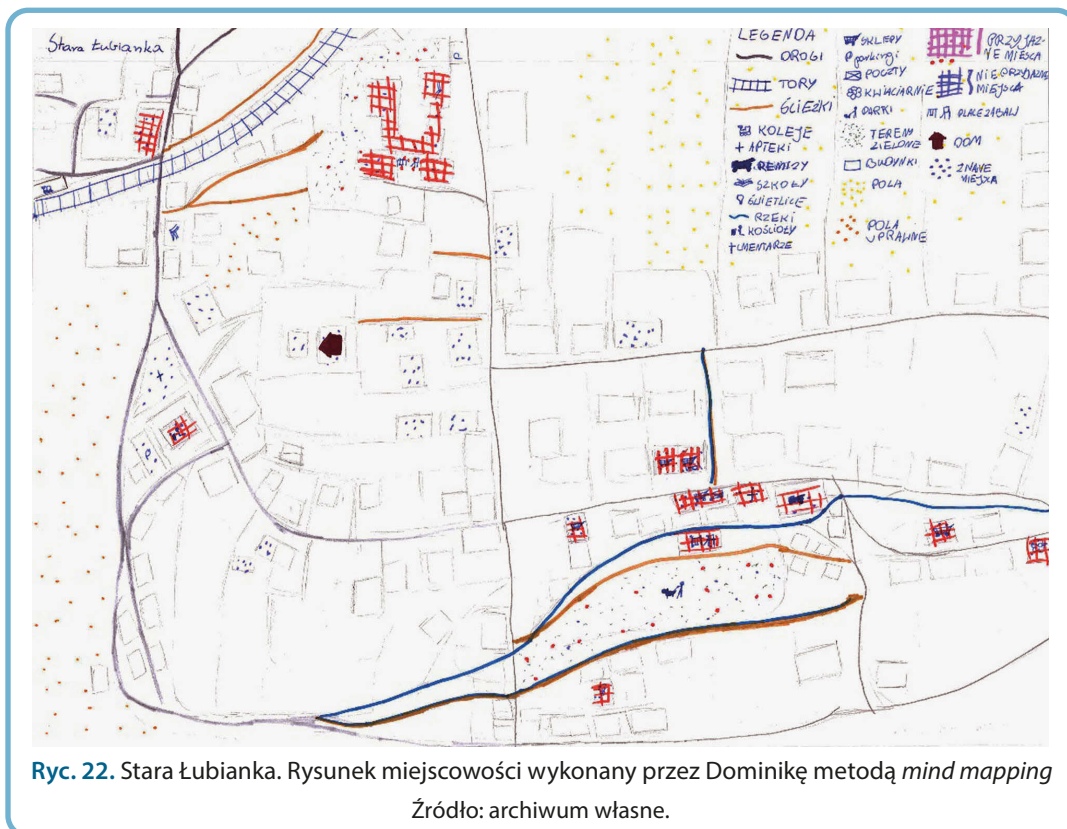 Stara Łubianka
P
LEGENDA
DROGI
TORY
ŚCIEŻKI
KOLEJE
APTEKI
REMIZY
SZKOŁY
ŚWIETLICE
RZEKI
KOŚCIOŁY
CMENTARZE
SKLEPY
P parkingi
POCZTY
KWIACIARNIE
PARKI
TERENY
ZIELONE
BUDYNKI
POLA
POLA
UPRAWNE
PRZYJAZ-
NE MIEJSCA
NIEPRZYJAZNE
MIEJSCA
PLACE ZABAW
DOM
ZNANE
MIEJSCA
Ryc. 22. Stara Łubianka. Rysunek miejscowości wykonany przez Dominikę metodą mind mapping
Źródło: archiwum własne.